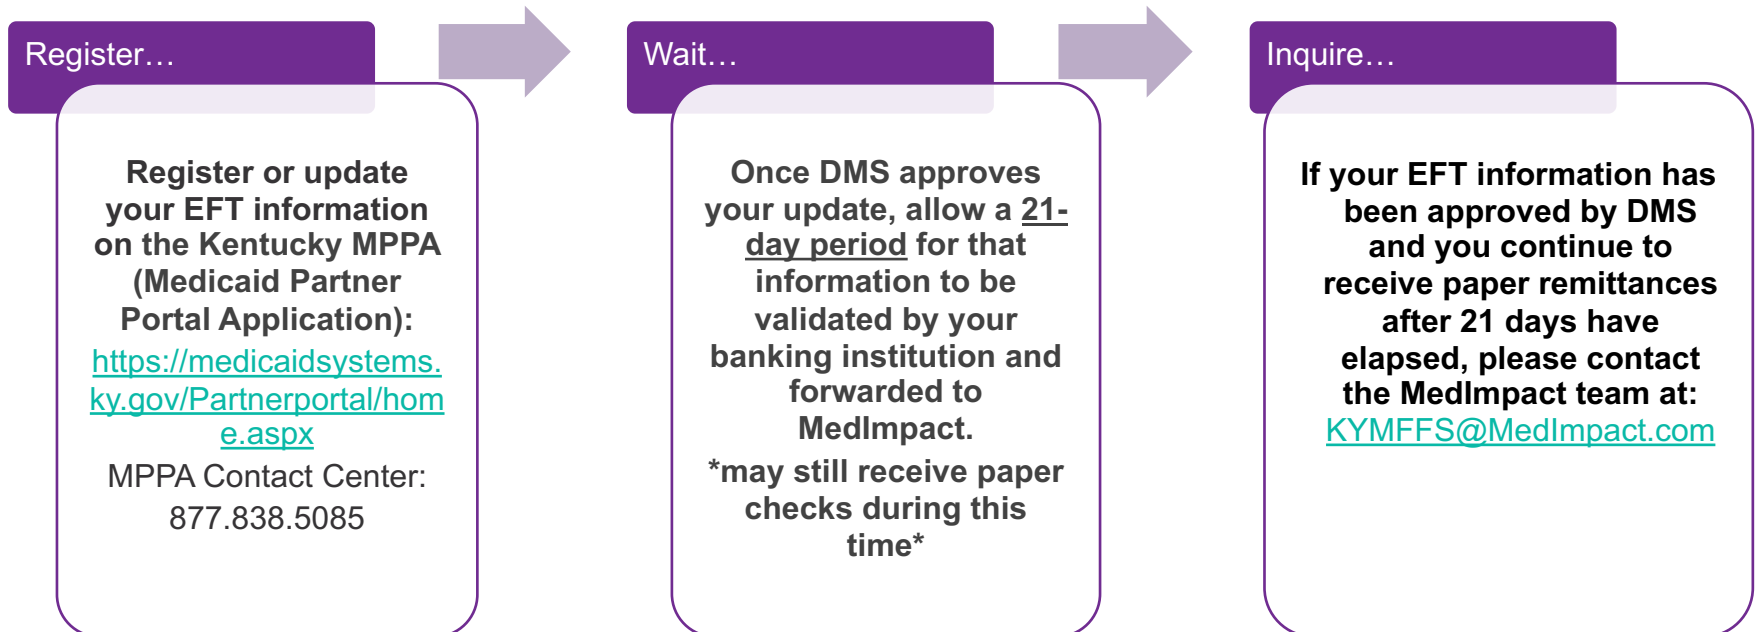 Register…
Register or update
your EFT information
on the Kentucky MPPA
(Medicaid Partner
Portal Application):
https://medicaidsystems.
ky.gov/Partnerportal/hom
e.aspx
MPPA Contact Center:
877.838.5085
Wait…
Once DMS approves
your update, allow a 21-
day period for that
information to be
validated by your
banking institution and
forwarded to
MedImpact.
*may still receive paper
checks during this
time*
Inquire…
If your EFT information has
been approved by DMS
and you continue to
receive paper remittances
after 21 days have
elapsed, please contact
the MedImpact team at:
KYMFFS@MedImpact.com